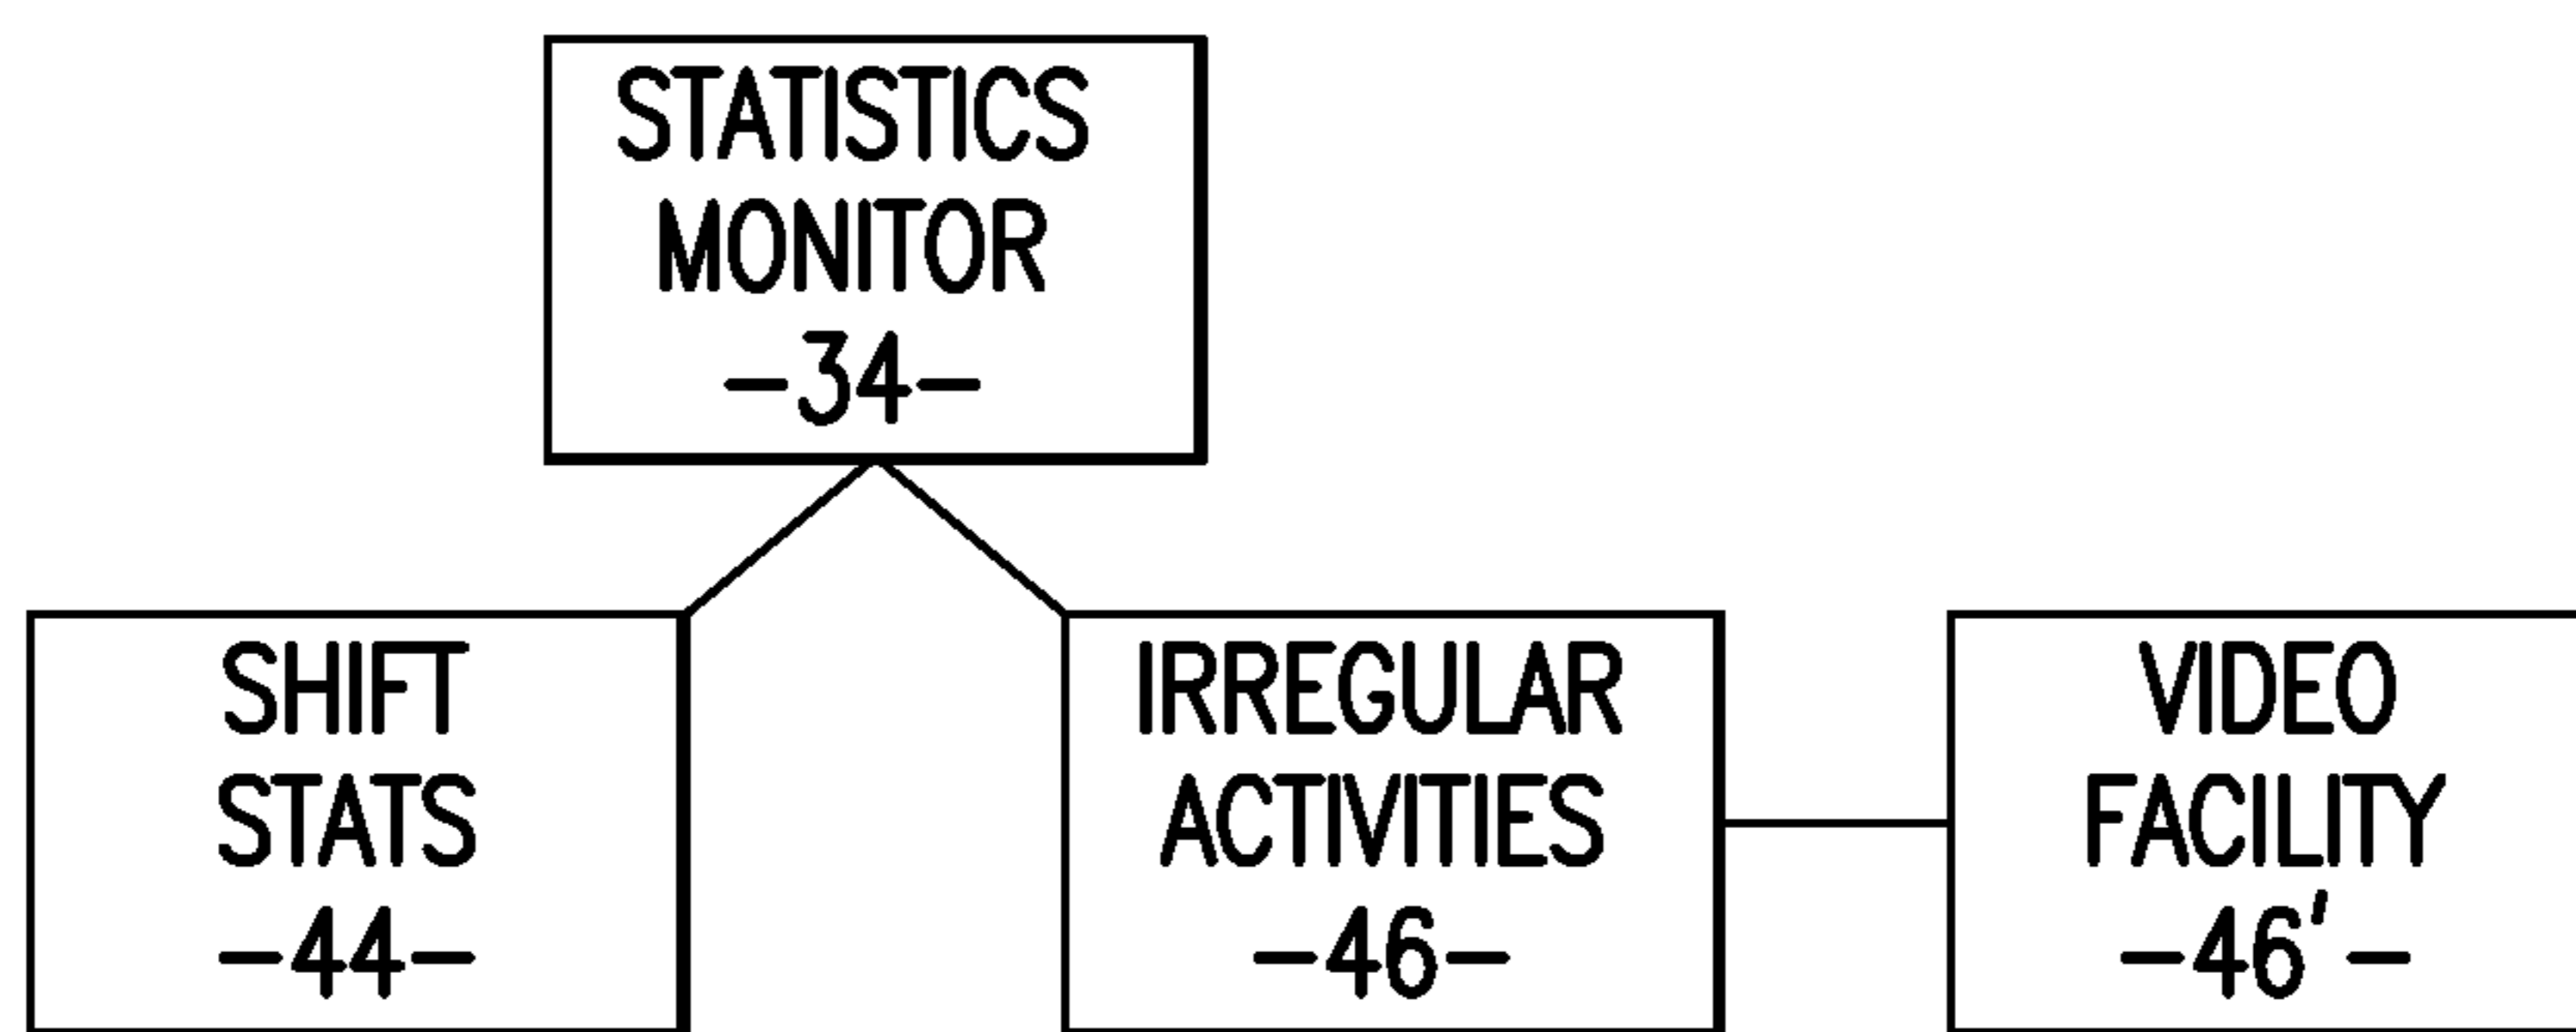 STATISTICS
MONITOR
-34-
SHIFT
STATS
-44-
IRREGULAR
ACTIVITIES
-46-
VIDEO
FACILITY
-46'-